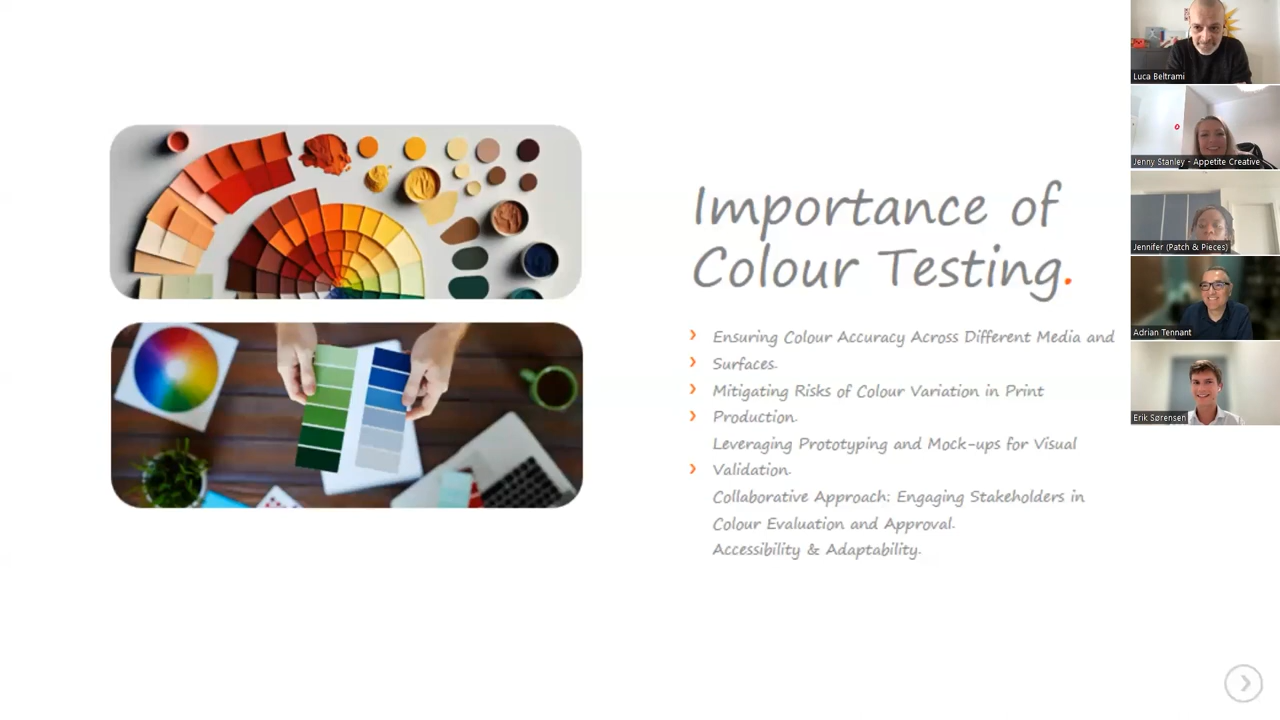 Importance of
Colour Testing.
› Ensuring Colour Accuracy Across Different Media and
› Surfaces.
› Mitigating Risks of Colour Variation in Print
› Production.
Leveraging Prototyping and Mock-ups for Visual
› Validation.
Collaborative Approach: Engaging Stakeholders in
Colour Evaluation and Approval.
Accessibility & Adaptability.
Luca Beltrami
Jenny Stanley - Appetite Creative
Jennifer (Patch & Pieces)
Adrian Tennant
Erik Sørensen